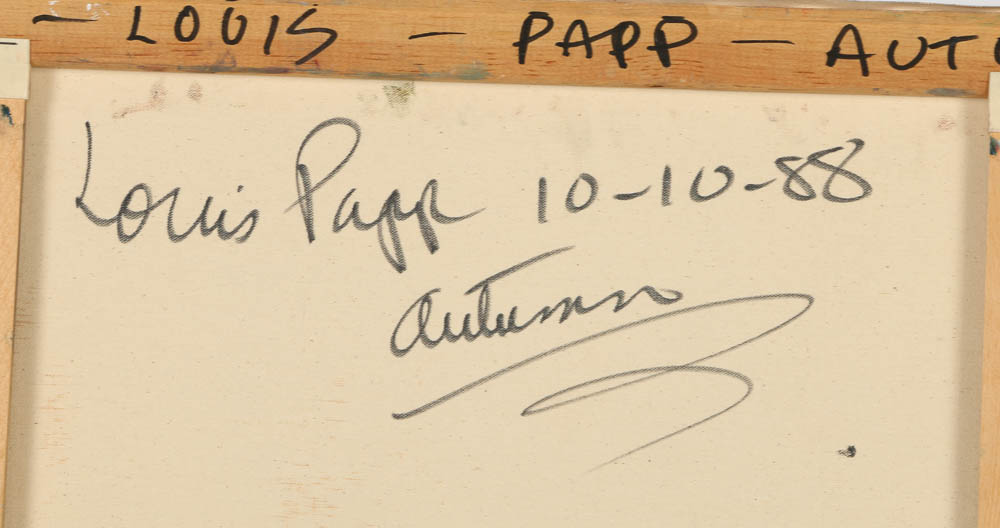 - LOUIS - PAPP - AUT
Louis Papp 10-10-88
autumn